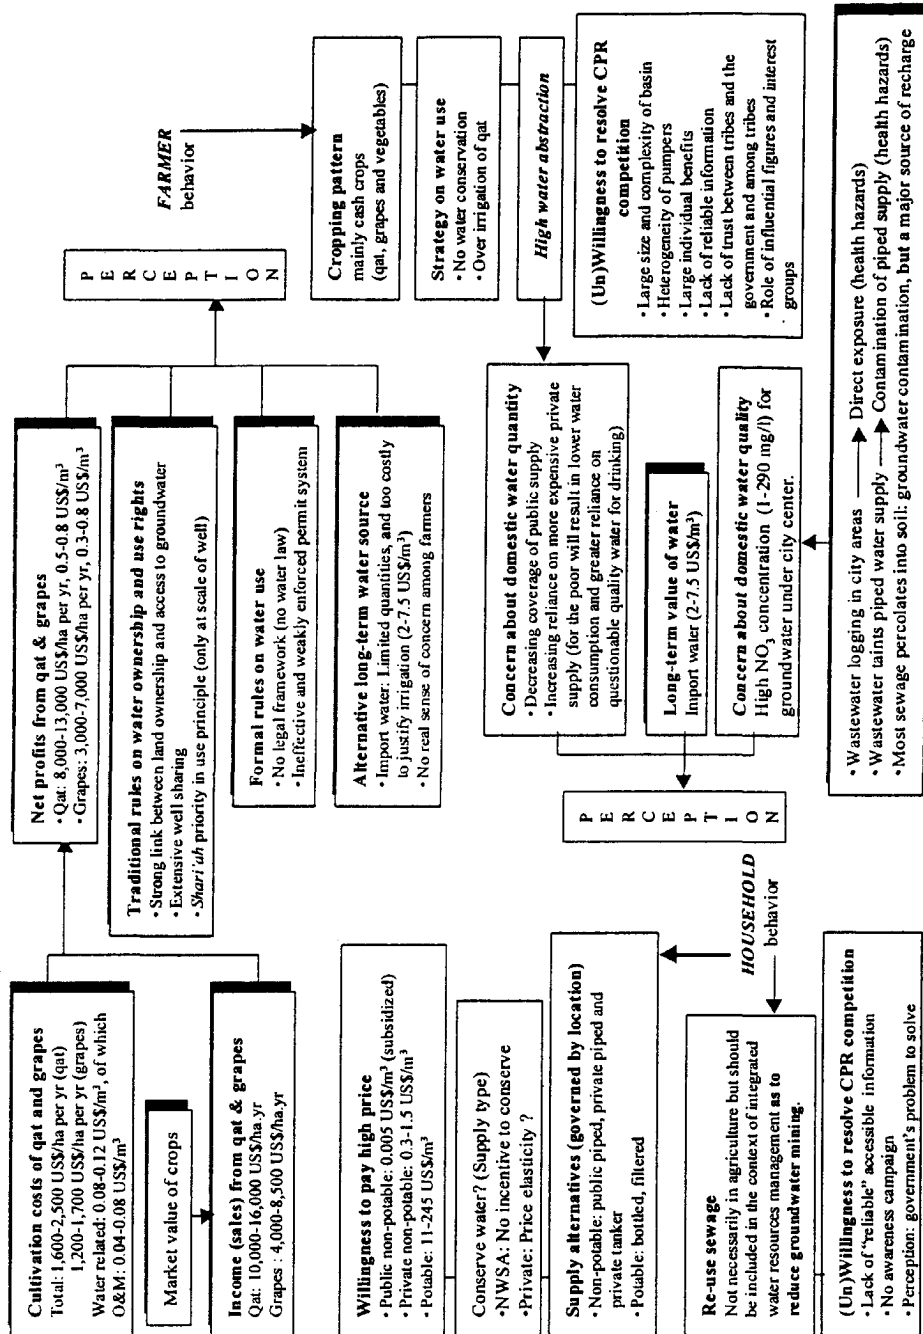 Cultivation costs of qat and grapes
Total: 1,600-2,500 US$/ha per yr (qat)
1,200-1,700 US$/ha per yr (grapes)
Water related: 0.08-0.12 US$/m³, of which
O&M: 0.04-0.08 US$/m³
Market value of crops
Income (sales) from qat & grapes
Qat: 10,000-16,000 US$/ha.yr
Grapes : 4,000-8,500 US$/ha.yr
Net profits from qat & grapes
• Qat: 8,000-13,000 US$/ha per yr, 0.5-0.8 US$/m³
• Grapes: 3,000-7,000 US$/ha per yr, 0.3-0.8 US$/m³
Traditional rules on water ownership and use rights
• Strong link between land ownership and access to groundwater
• Extensive well sharing
• Shari'ah priority in use principle (only at scale of well)
Formal rules on water use
• No legal framework (no water law)
• Ineffective and weakly enforced permit system
Alternative long-term water source
• Import water: Limited quantities, and too costly
to justify irrigation (2-7.5 US$/m³)
• No real sense of concern among farmers
P
E
R
C
E
P
T
I
O
N
FARMER
behavior
Cropping pattern
mainly cash crops
(qat, grapes and vegetables)
Strategy on water use
• No water conservation
• Over irrigation of qat
High water abstraction
(Un)Willingness to resolve CPR
competition
• Large size and complexity of basin
• Heterogeneity of pumpers
• Large individual benefits
• Lack of reliable information
• Lack of trust between tribes and the
government and among tribes
• Role of influential figures and interest
groups
Willingness to pay high price
• Public non-potable: 0.005 US$/m³ (subsidized)
• Private non-potable: 0.3-1.5 US$/m³
• Potable: 11-245 US$/m³
Conserve water? (Supply type)
•NWSA: No incentive to conserve
•Private: Price elasticity ?
Supply alternatives (governed by location)
• Non-potable: public piped, private piped and
private tanker
• Potable: bottled, filtered
HOUSEHOLD
behavior
Re-use sewage
Not necessarily in agriculture but should
be included in the context of integrated
water resources management as to
reduce groundwater mining.
(Un)Willingness to resolve CPR competition
• Lack of "reliable" accessible information
• No awareness campaign
• Perception: government's problem to solve
P
E
R
C
E
P
T
I
O
N
Concern about domestic water quantity
• Decreasing coverage of public supply
• Increasing reliance on more expensive private
supply (for the poor will result in lower water
consumption and greater reliance on
questionable quality water for drinking)
Long-term value of water
Import water (2-7.5 US$/m³)
Concern about domestic water quality
High NO₃ concentration (1-290 mg/l) for
groundwater under city center.
• Wastewater logging in city areas Direct exposure (health hazards)
• Wastewater taints piped water supply Contamination of piped supply (health hazards)
• Most sewage percolates into soil: groundwater contamination, but a major source of recharge